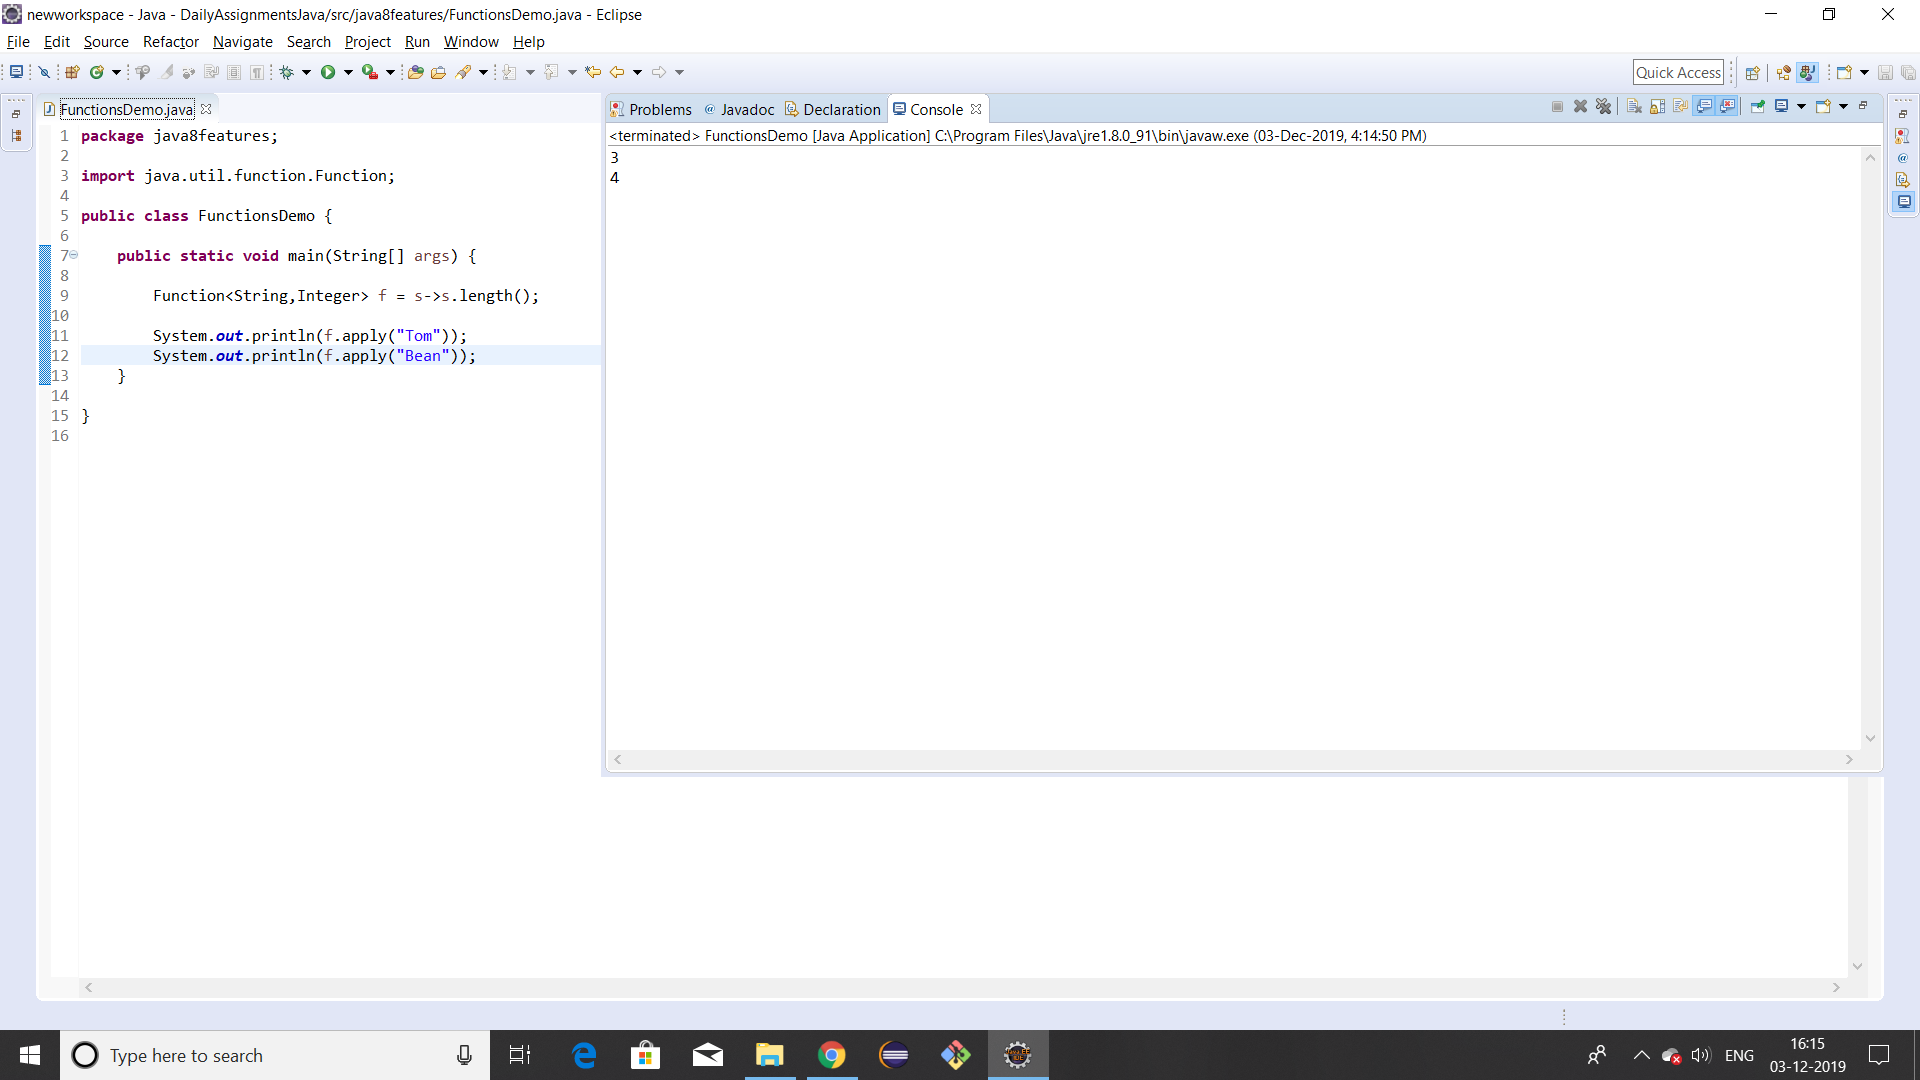 newworkspace - Java - DailyAssignmentsJava/src/java8features/FunctionsDemo.java - Eclipse
File Edit Source Refactor Navigate Search Project Run Window Help
Quick Access
FunctionsDemo.java
1 package java8features;
2
3 import java.util.function.Function;
4
5 public class FunctionsDemo {
6
7 public static void main(String[] args) {
8
9 Function<String,Integer> f = s->s.length();
10
11 System.out.println(f.apply("Tom"));
12 System.out.println(f.apply("Bean"));
13 }
14
15 }
16
Problems @ Javadoc Declaration Console
<terminated> FunctionsDemo [Java Application] C:\Program Files\Java\jre1.8.0_91\bin\javaw.exe (03-Dec-2019, 4:14:50 PM)
3
4
Type here to search
ENG
16:15
03-12-2019